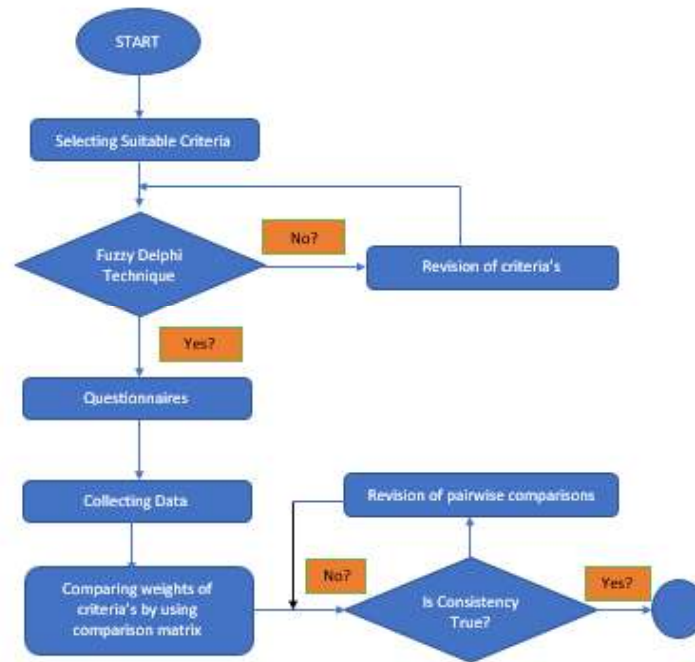 START
Selecting Suitable Criteria
No?
Fuzzy Delphi
Technique
Revision of criteria's
Yes?
Questionnaires
Collecting Data
Revision of pairwise comparisons
Comparing weights of
criteria's by using
comparison matrix
No?
Is Consistency
True?
Yes?